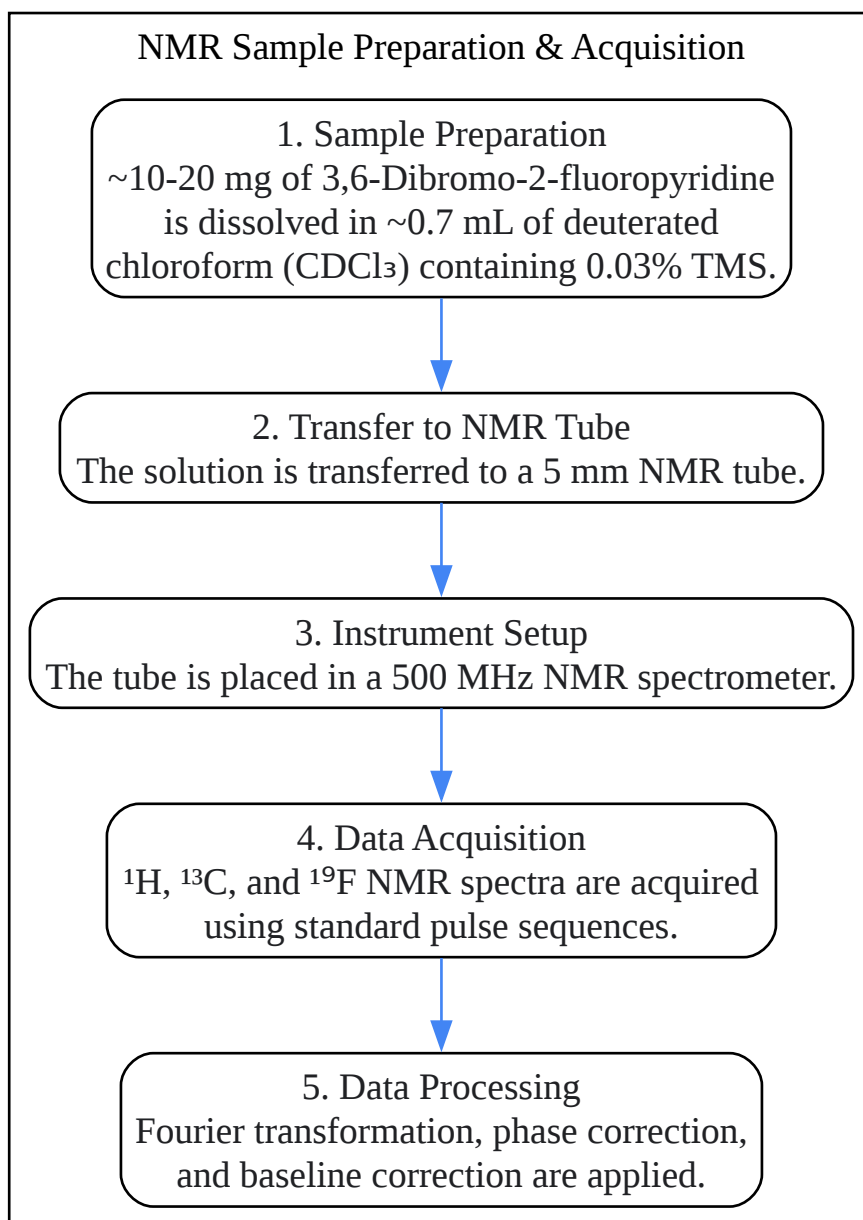 NMR Sample Preparation & Acquisition
1. Sample Preparation
~10-20 mg of 3,6-Dibromo-2-fluoropyridine
is dissolved in ~0.7 mL of deuterated
chloroform (CDCl₃) containing 0.03% TMS.
2. Transfer to NMR Tube
The solution is transferred to a 5 mm NMR tube.
3. Instrument Setup
The tube is placed in a 500 MHz NMR spectrometer.
4. Data Acquisition
¹H, ¹³C, and ¹⁹F NMR spectra are acquired
using standard pulse sequences.
5. Data Processing
Fourier transformation, phase correction,
and baseline correction are applied.